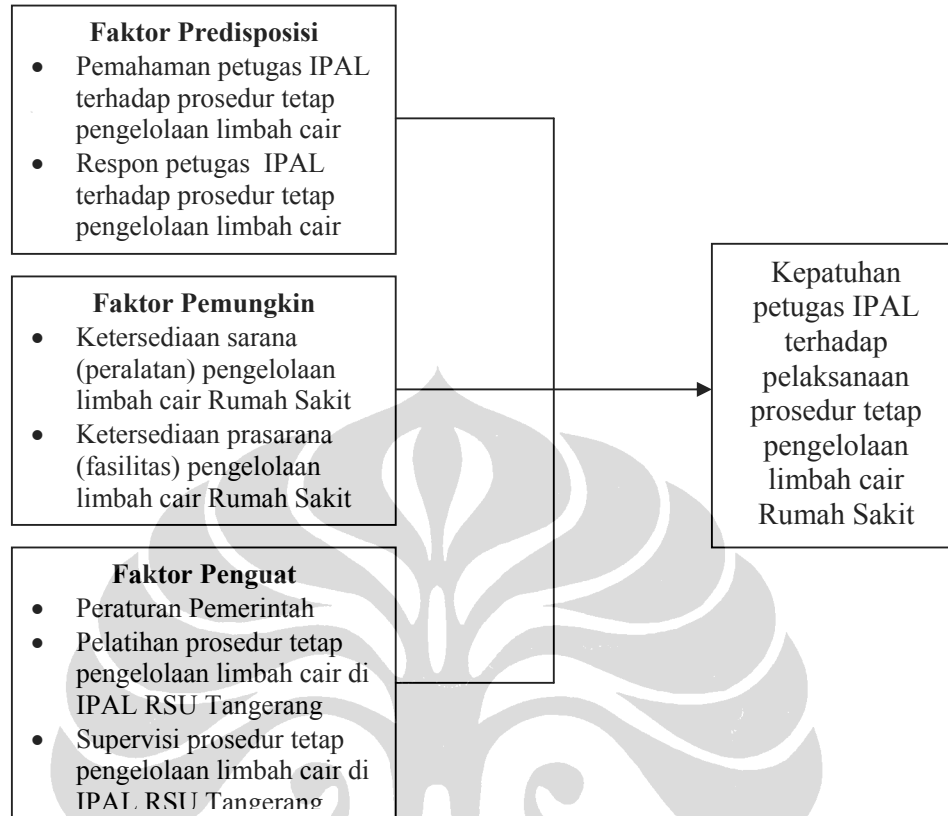 Faktor Predisposisi
• Pemahaman petugas IPAL
terhadap prosedur tetap
pengelolaan limbah cair
• Respon petugas IPAL
terhadap prosedur tetap
pengelolaan limbah cair
Faktor Pemungkin
• Ketersediaan sarana
(peralatan) pengelolaan
limbah cair Rumah Sakit
• Ketersediaan prasarana
(fasilitas) pengelolaan
limbah cair Rumah Sakit
Faktor Penguat
• Peraturan Pemerintah
• Pelatihan prosedur tetap
pengelolaan limbah cair di
IPAL RSU Tangerang
• Supervisi prosedur tetap
pengelolaan limbah cair di
IPAL RSU Tangerang
Kepatuhan
petugas IPAL
terhadap
pelaksanaan
prosedur tetap
pengelolaan
limbah cair
Rumah Sakit